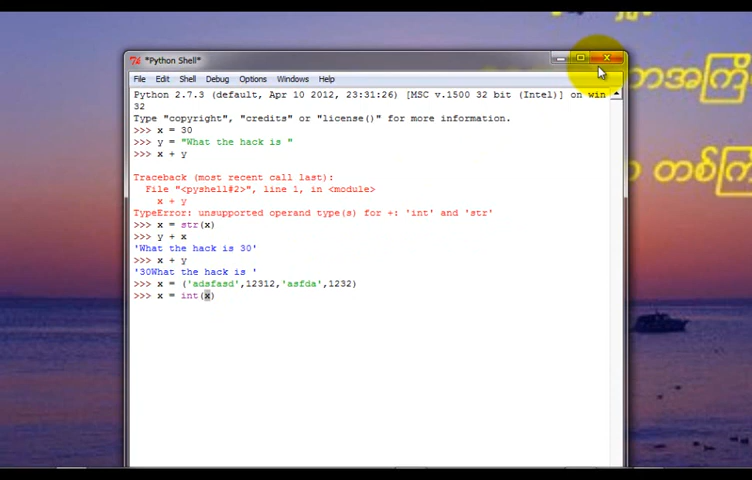 *Python Shell*
File Edit Shell Debug Options Windows Help
Python 2.7.3 (default, Apr 10 2012, 23:31:26) [MSC v.1500 32 bit (Intel)] on win
32
Type "copyright", "credits" or "license()" for more information.
>>> x = 30
>>> y = "What the hack is "
>>> x + y
Traceback (most recent call last):
  File "<pyshell#2>", line 1, in <module>
    x + y
TypeError: unsupported operand type(s) for +: 'int' and 'str'
>>> x = str(x)
>>> y + x
'What the hack is 30'
>>> x + y
'30What the hack is '
>>> x = ('adsfasd',12312,'asfda',1232)
>>> x = int(x)
တစ်ကြ